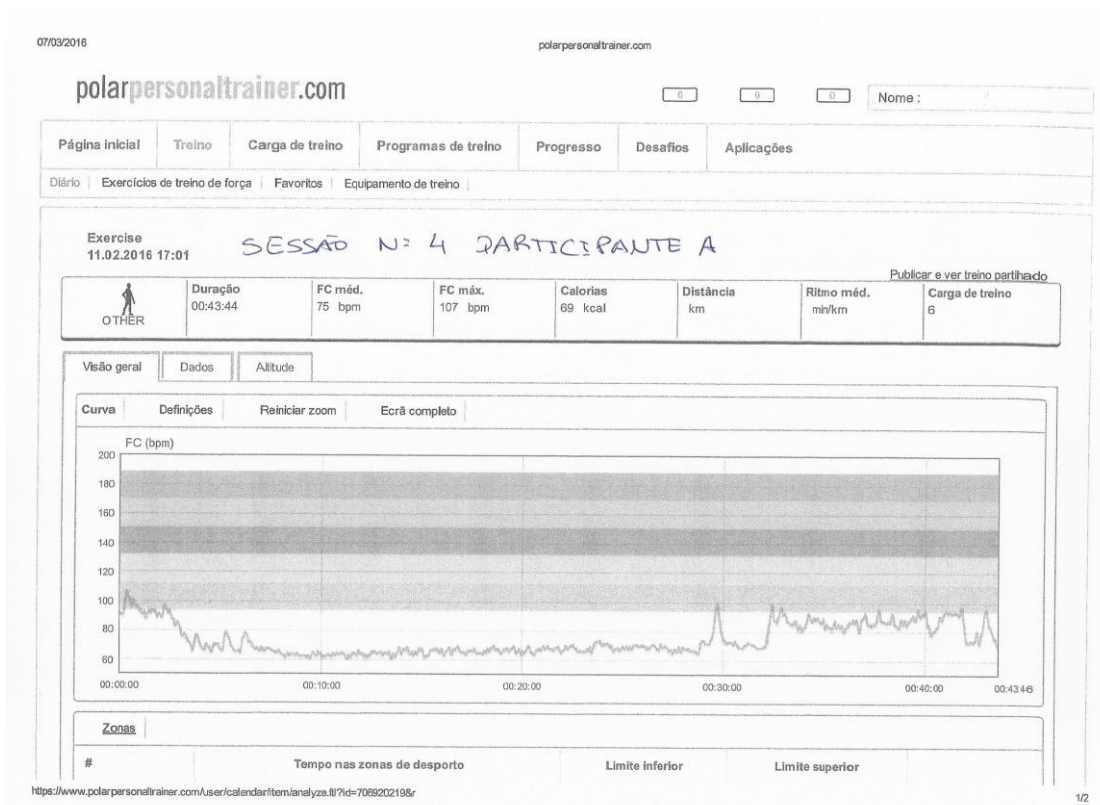 07/03/2016 polarpersonaltrainer.com
polarpersonaltrainer.com 0 0 0 Nome :
Página inicial Treino Carga de treino Programas de treino Progresso Desafios Aplicações
Diário Exercícios de treino de força Favoritos Equipamento de treino
Exercise
11.02.2016 17:01
SESSÃO Nº 4 PARTICIPANTE A
Publicar e ver treino partilhado
OTHER
Duração
00:43:44
FC méd.
75 bpm
FC máx.
107 bpm
Calorias
69 kcal
Distância
km
Ritmo méd.
min/km
Carga de treino
6
Visão geral Dados Altitude
Curva Definições Reiniciar zoom Ecrã completo
FC (bpm)
200
180
160
140
120
100
80
60
00:00:00 00:10:00 00:20:00 00:30:00 00:40:00 00:43:46
Zonas
# Tempo nas zonas de desporto Limite inferior Limite superior
https://www.polarpersonaltrainer.com/user/calendar/item/analyze.ftl?id=706920219&r 1/2